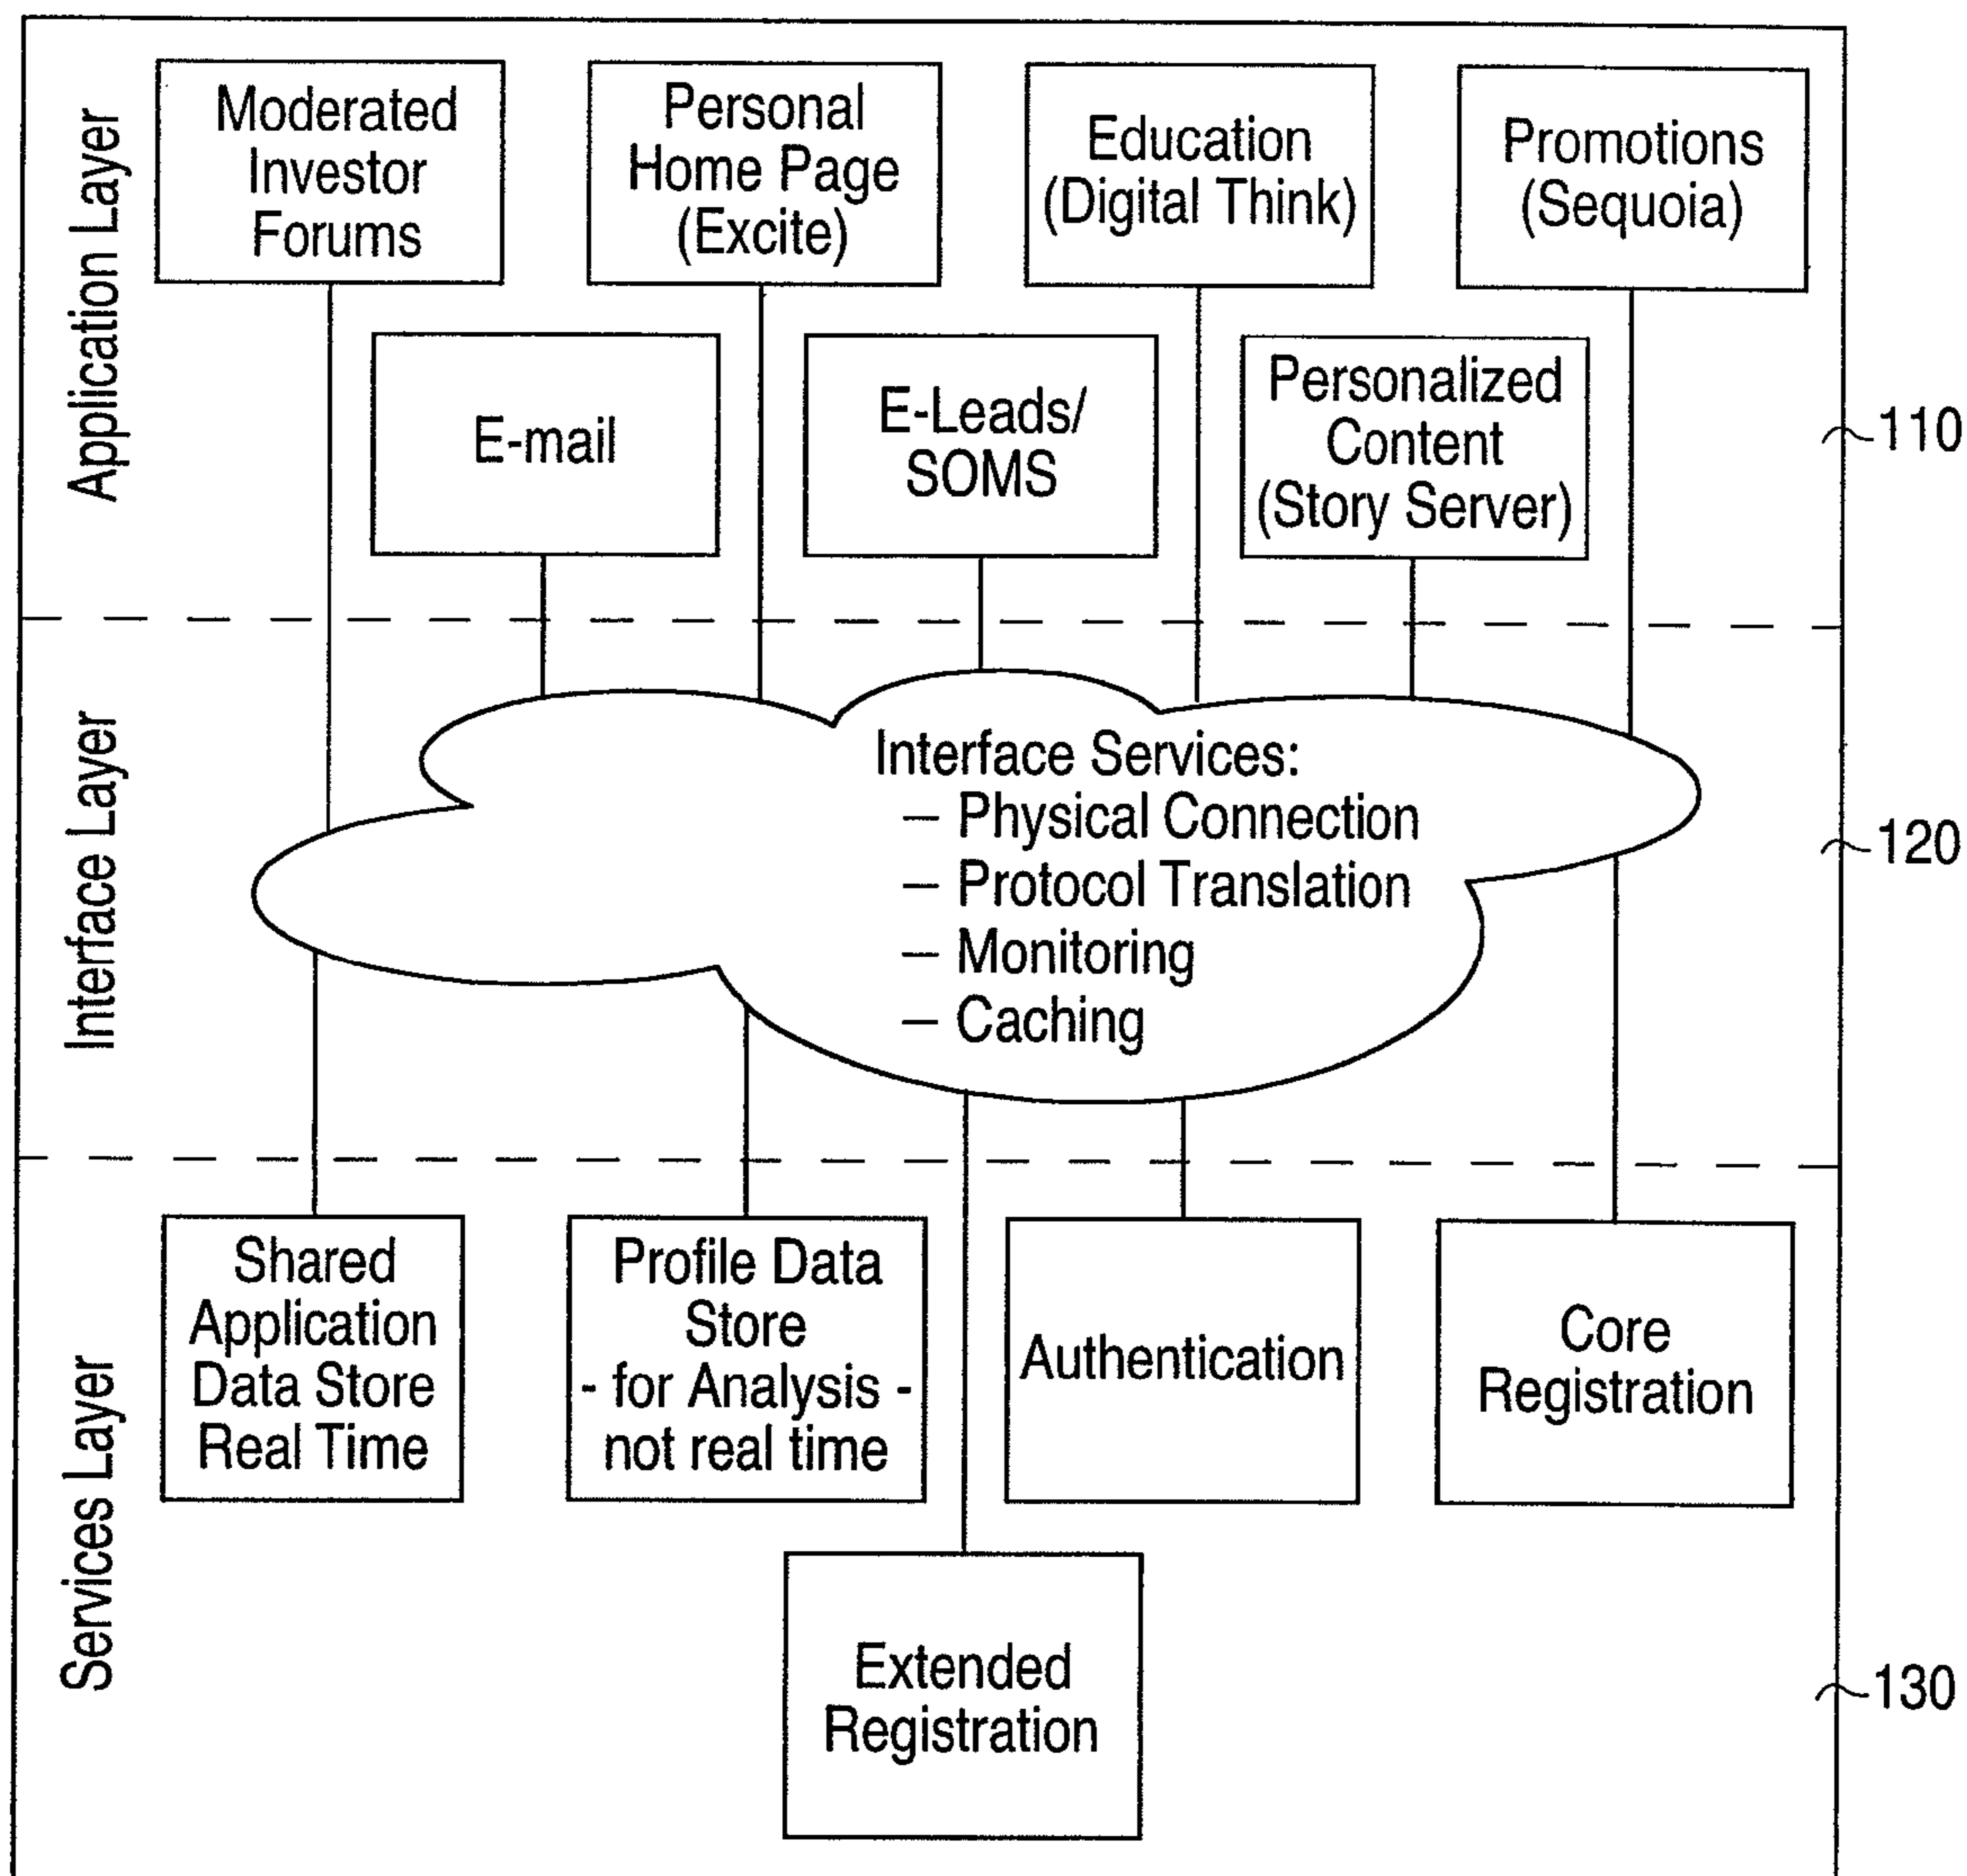 Application Layer
Moderated
Investor
Forums
Personal
Home Page
(Excite)
Education
(Digital Think)
Promotions
(Sequoia)
E-mail
E-Leads/
SOMS
Personalized
Content
(Story Server)
110
Interface Layer
Interface Services:
– Physical Connection
– Protocol Translation
– Monitoring
– Caching
120
Services Layer
Shared
Application
Data Store
Real Time
Profile Data
Store
- for Analysis -
not real time
Authentication
Core
Registration
Extended
Registration
130